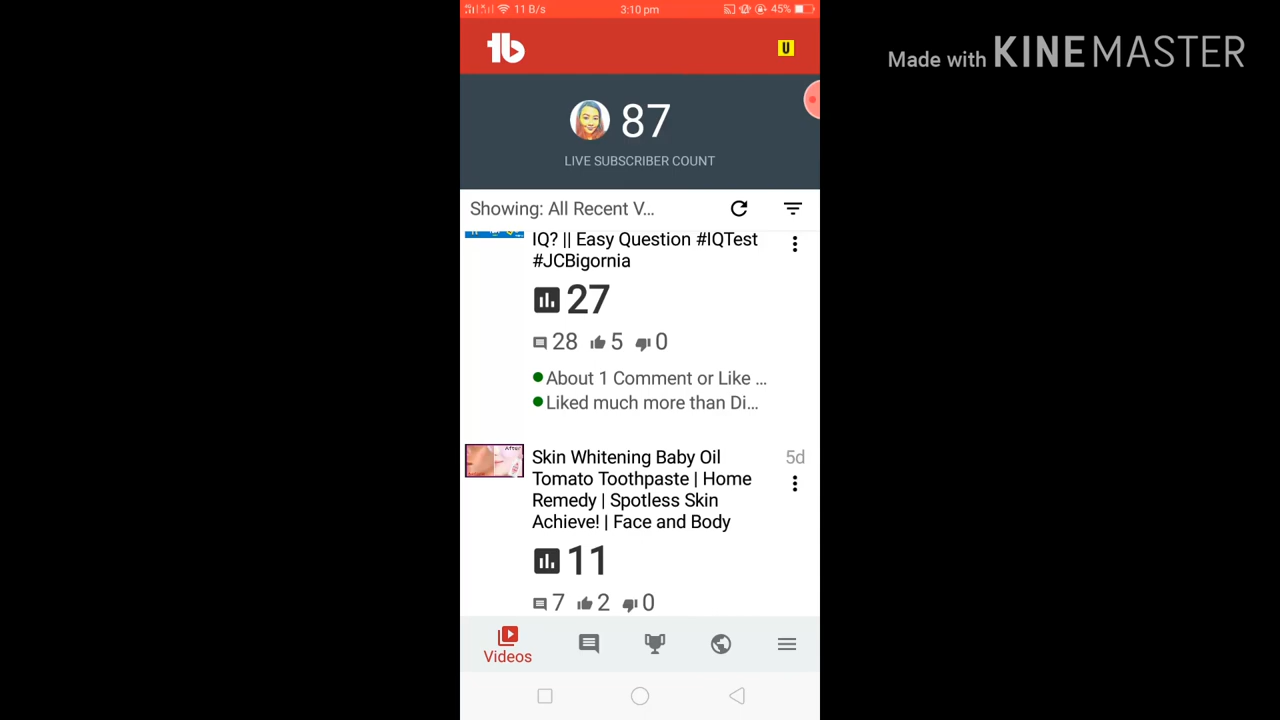 11 B/s 3:10 pm 45%
Made with KINEMASTER
tb U
87
LIVE SUBSCRIBER COUNT
Showing: All Recent V...
IQ? || Easy Question #IQTest
#JCBigornia
27
28 5 0
About 1 Comment or Like ...
Liked much more than Di...
After
Skin Whitening Baby Oil 5d
Tomato Toothpaste | Home
Remedy | Spotless Skin
Achieve! | Face and Body
11
7 2 0
Videos